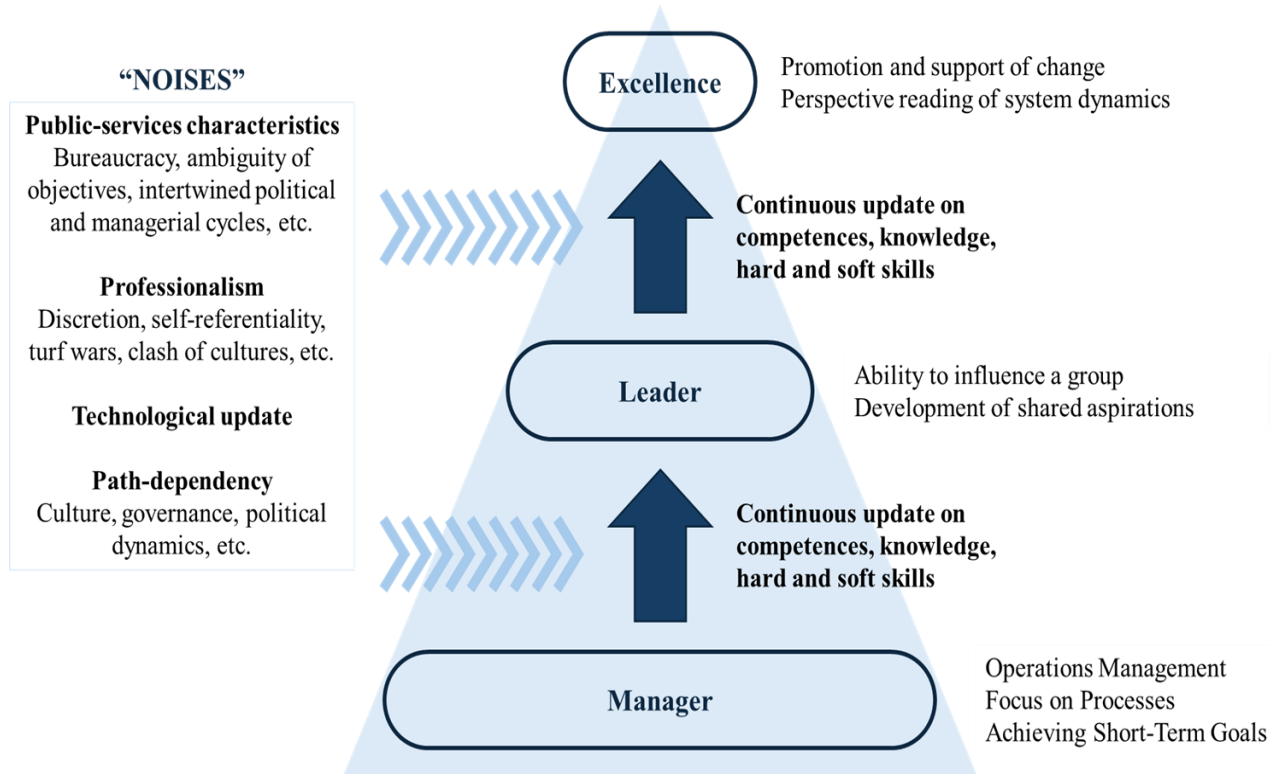 “NOISES”
Public-services characteristics
Bureaucracy, ambiguity of
objectives, intertwined political
and managerial cycles, etc.
Professionalism
Discretion, self-referentiality,
turf wars, clash of cultures, etc.
Technological update
Path-dependency
Culture, governance, political
dynamics, etc.
Excellence
Promotion and support of change
Perspective reading of system dynamics
Continuous update on
competences, knowledge,
hard and soft skills
Leader
Ability to influence a group
Development of shared aspirations
Continuous update on
competences, knowledge,
hard and soft skills
Manager
Operations Management
Focus on Processes
Achieving Short-Term Goals